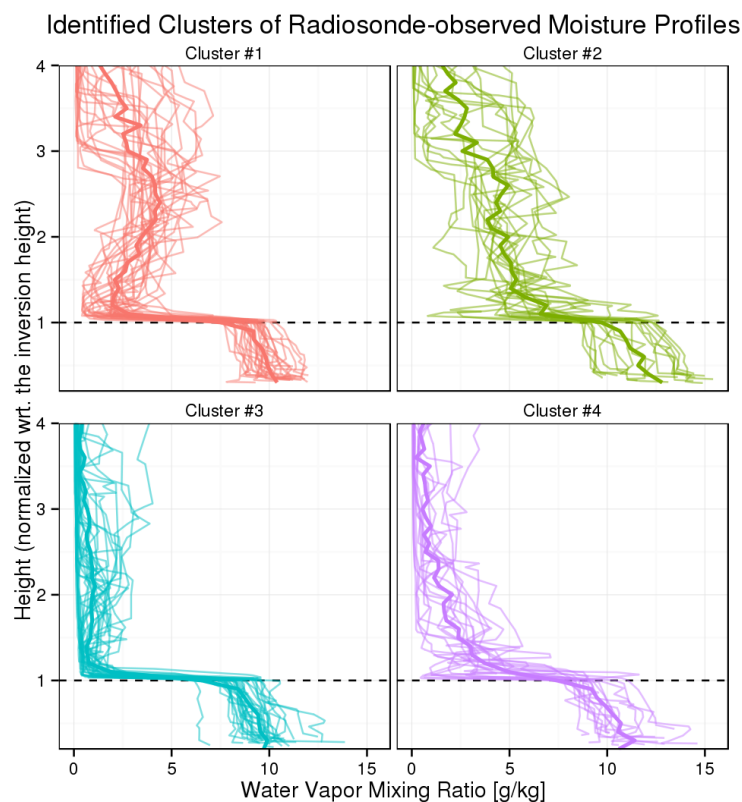 Identified Clusters of Radiosonde-observed Moisture Profiles
Cluster #1
Cluster #2
4
3
2
1
Cluster #3
Cluster #4
4
3
2
1
Height (normalized wrt. the inversion height)
0
5
10
15
0
5
10
15
Water Vapor Mixing Ratio [g/kg]